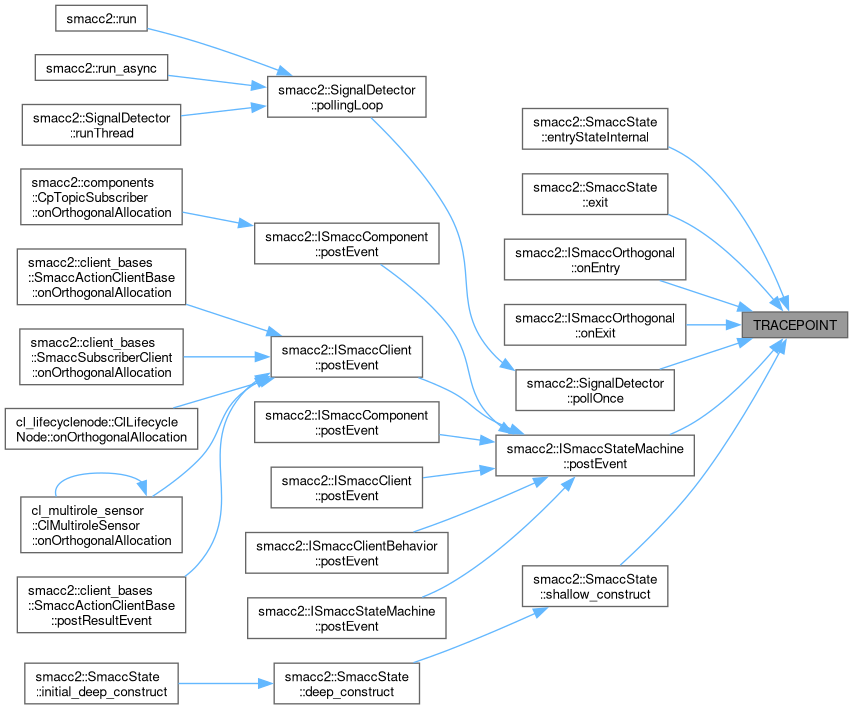 smacc2::run
smacc2::run_async
smacc2::SignalDetector
::pollingLoop
smacc2::SignalDetector
::runThread
smacc2::SmaccState
::entryStateInternal
smacc2::components
::CpTopicSubscriber
::onOrthogonalAllocation
smacc2::SmaccState
::exit
smacc2::ISmaccComponent
::postEvent
smacc2::ISmaccOrthogonal
::onEntry
smacc2::client_bases
::SmaccActionClientBase
::onOrthogonalAllocation
smacc2::ISmaccOrthogonal
::onExit
TRACEPOINT
smacc2::client_bases
::SmaccSubscriberClient
::onOrthogonalAllocation
smacc2::ISmaccClient
::postEvent
smacc2::SignalDetector
::pollOnce
cl_lifecyclenode::ClLifecycle
Node::onOrthogonalAllocation
smacc2::ISmaccComponent
::postEvent
smacc2::ISmaccStateMachine
::postEvent
smacc2::ISmaccClient
::postEvent
cl_multirole_sensor
::ClMultiroleSensor
::onOrthogonalAllocation
smacc2::ISmaccClientBehavior
::postEvent
smacc2::client_bases
::SmaccActionClientBase
::postResultEvent
smacc2::ISmaccStateMachine
::postEvent
smacc2::SmaccState
::shallow_construct
smacc2::SmaccState
::initial_deep_construct
smacc2::SmaccState
::deep_construct